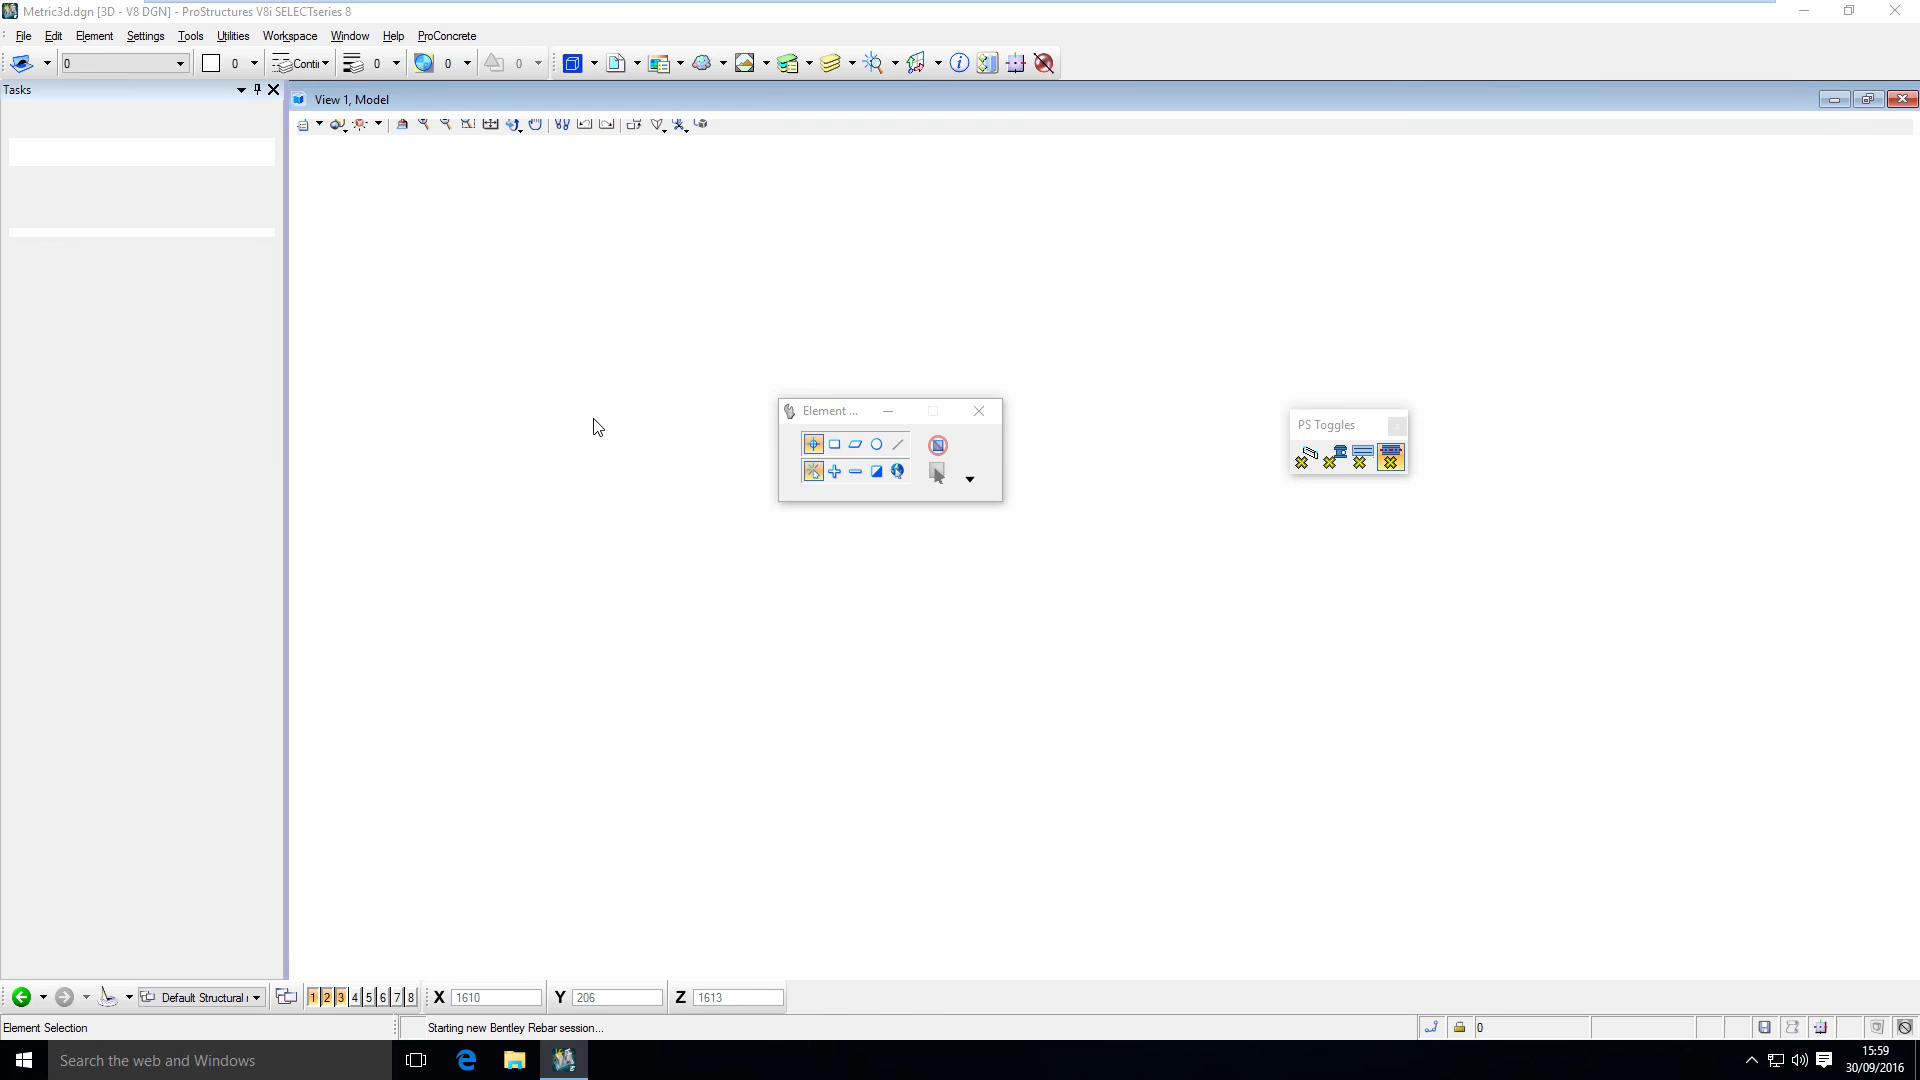 Metric3d.dgn [3D - V8 DGN] - ProStructures V8i SELECTseries 8
File Edit Element Settings Tools Utilities Workspace Window Help ProConcrete
0 0 Conti 0 0 0
Tasks
View 1, Model
Element ...
PS Toggles
Default Structural 1 2 3 4 5 6 7 8 X 1610 Y 206 Z 1613
Element Selection Starting new Bentley Rebar session... 0
Search the web and Windows
15:59
30/09/2016